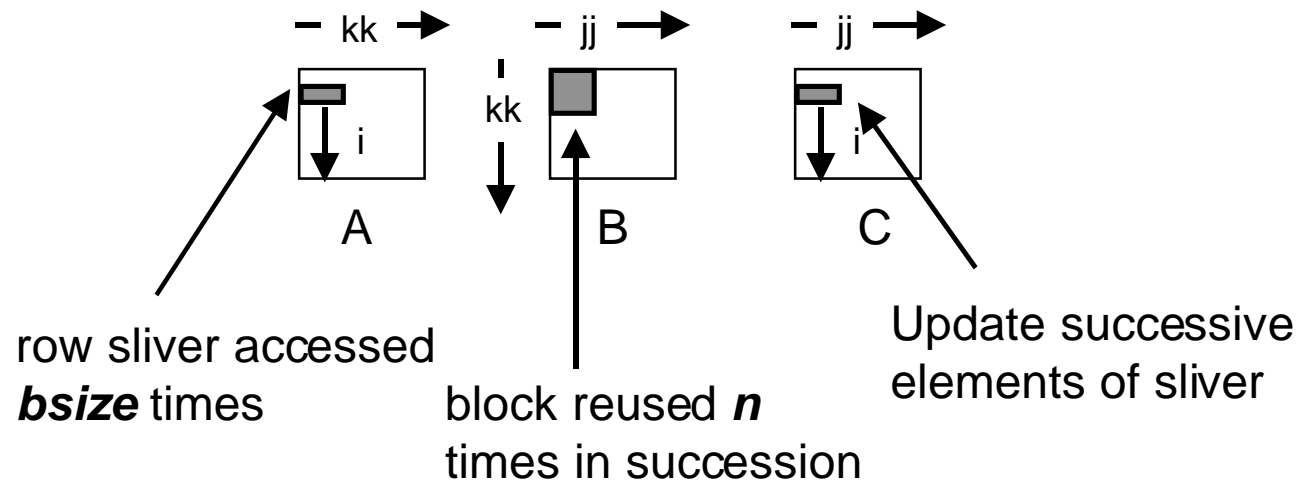 kk
jj
jj
kk
i
i
A
B
C
row sliver accessed
bsize times
block reused n
times in succession
Update successive
elements of sliver